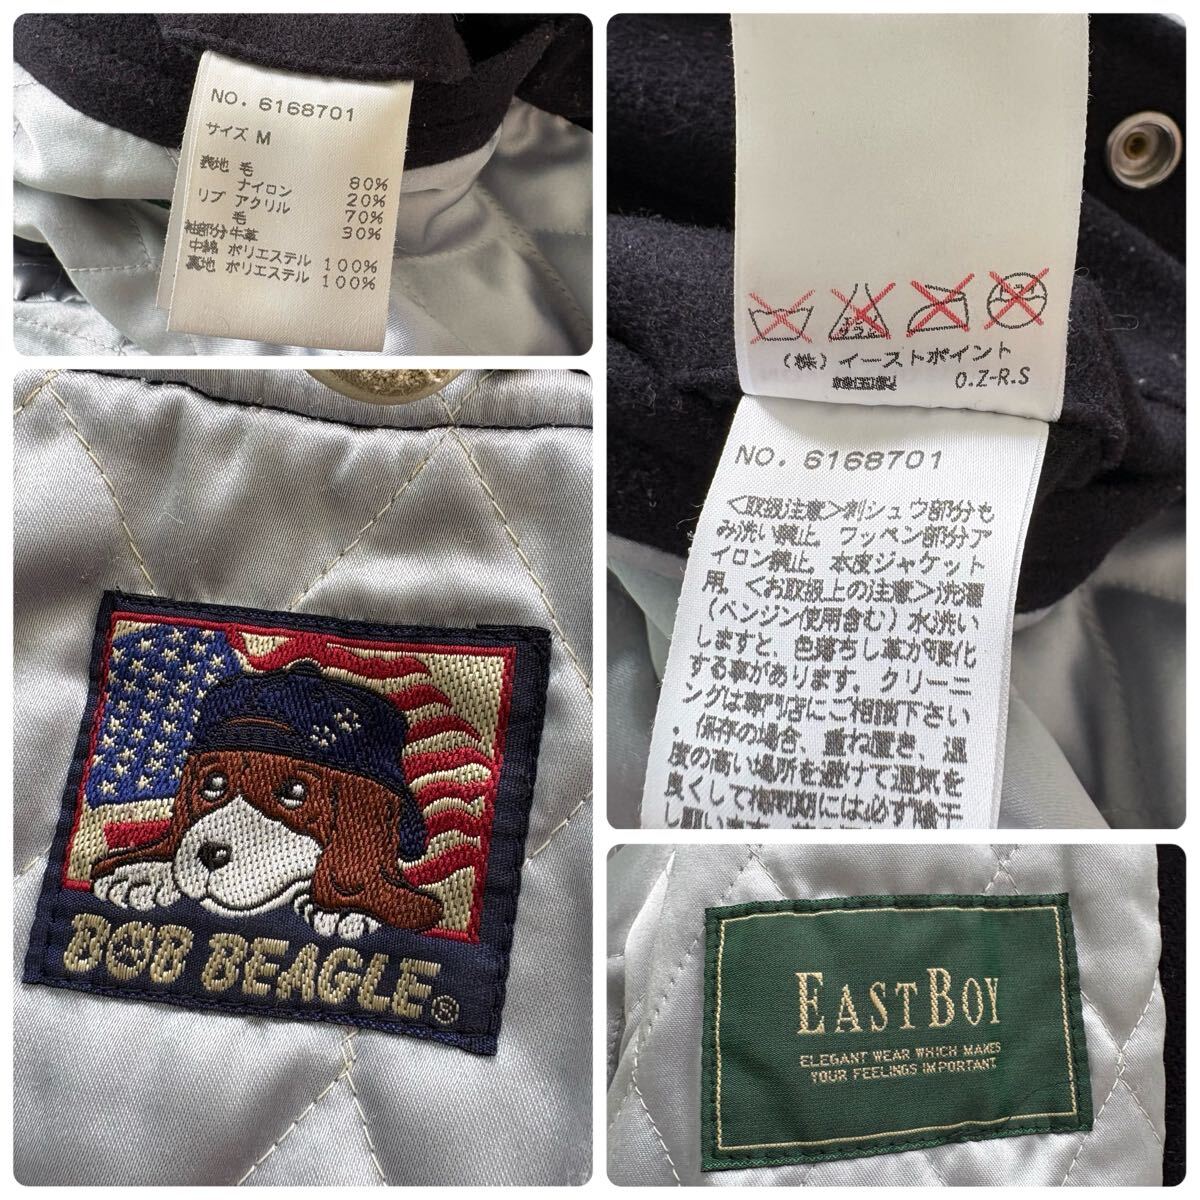 NO. 6168701
サイズ M
表地 毛 80%
ナイロン 20%
リブ アクリル 70%
毛 30%
袖部分牛革
中綿 ポリエステル 100%
裏地 ポリエステル 100%
(株)イーストポイント
韓国製 O.Z-R.S
NO. 6168701
<取扱注意>刺シュウ部分も
み洗い禁止 ワッペン部分ア
イロン禁止 本皮ジャケット
用.<お取扱上の注意>洗濯
(ベンジン使用含む)水洗い
しますと、色落ちし革が硬化
する事があります.クリーニ
ングは専門店にご相談下さい
.保存の場合、重ね置き、温
度の高い場所を避けて通気を
良くして梅雨期には必ず陰干
BOB BEAGLE®
EASTBOY
ELEGANT WEAR WHICH MAKES
YOUR FEELINGS IMPORTANT